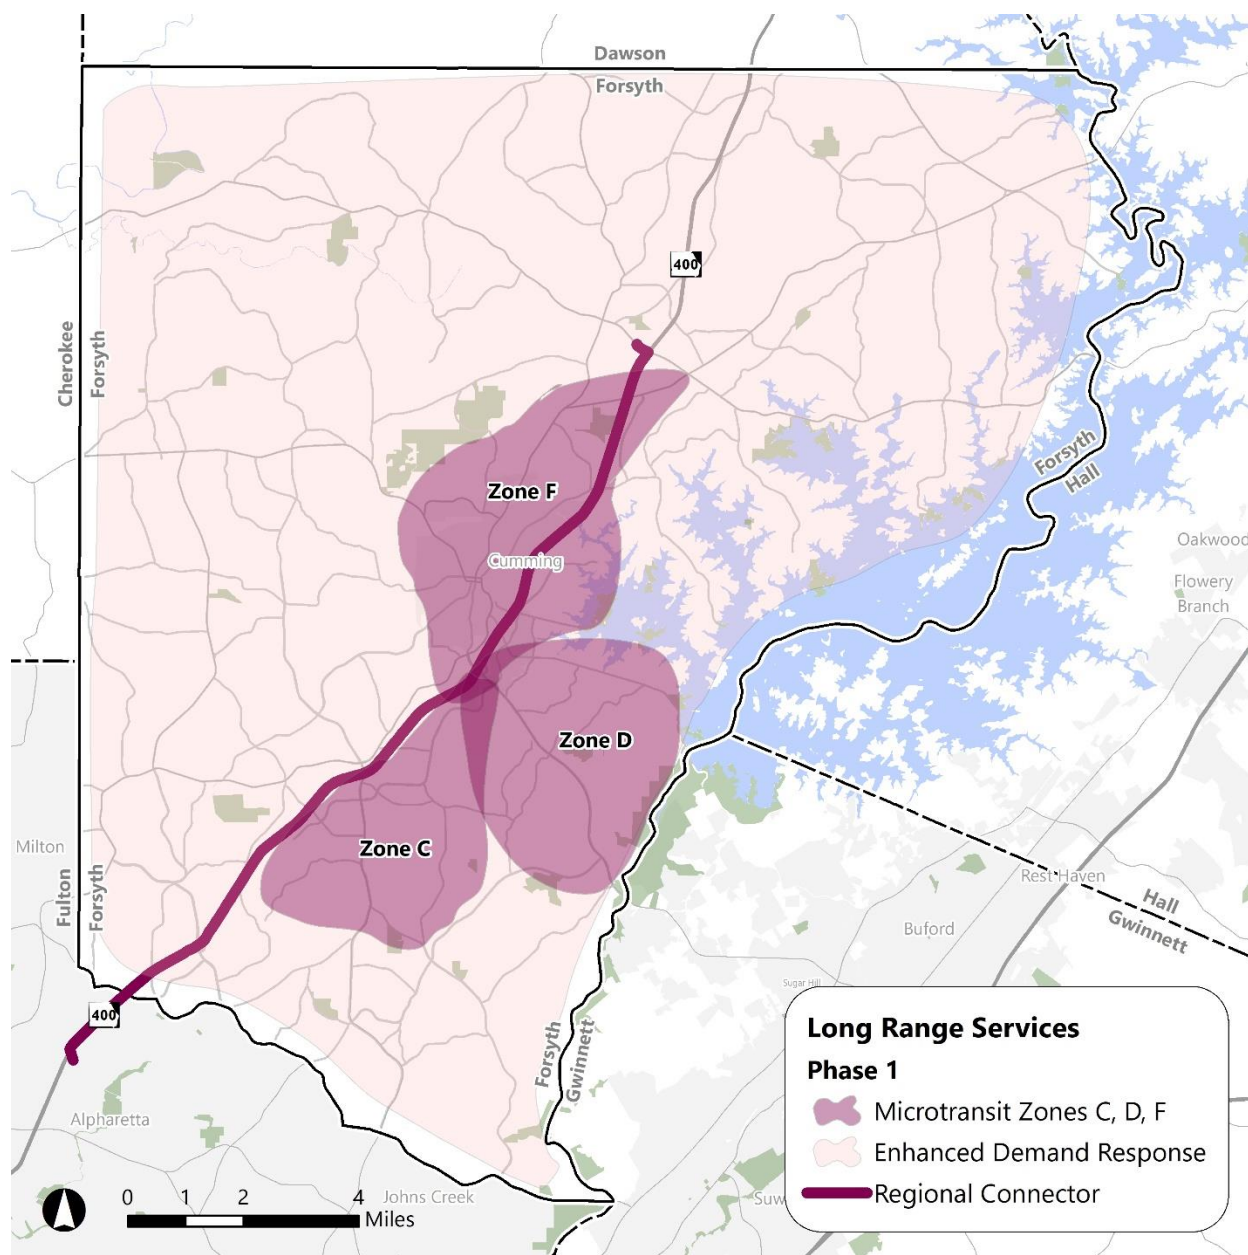 Dawson
Forsyth
400
Cherokee
Forsyth
Forsyth
Hall
Zone F
Cumming
Oakwood
Flowery
Branch
Zone D
Zone C
Milton
Fulton
Forsyth
Rest Haven
Hall
Gwinnett
Buford
Sugar Hill
400
Forsyth
Gwinnett
Alpharetta
Johns Creek
Suw
0 1 2 4
Miles
Long Range Services
Phase 1
Microtransit Zones C, D, F
Enhanced Demand Response
Regional Connector